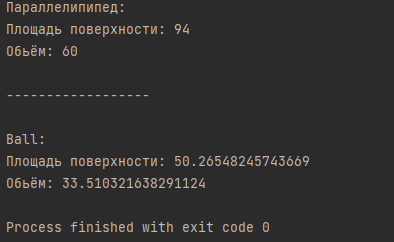 Параллелипипед:
Площадь поверхности: 94
Обьём: 60
------------------
Ball:
Площадь поверхности: 50.26548245743669
Обьём: 33.510321638291124
Process finished with exit code 0